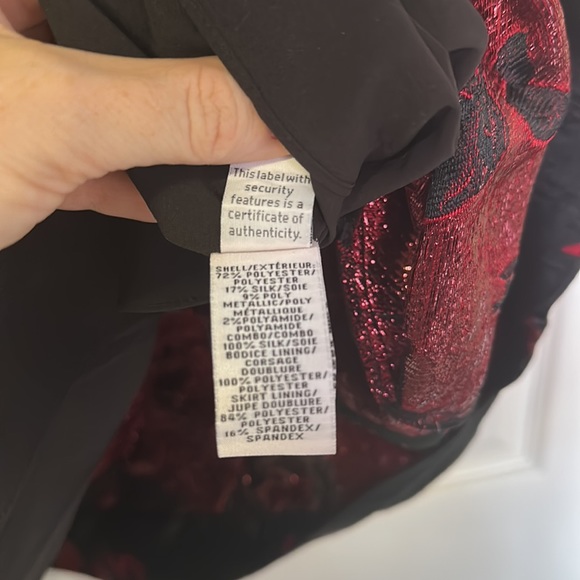 This label with
security
features is a
certificate of
authenticity.
SHELL/EXTÉRIEUR:
72% POLYESTER/
POLYESTER
17% SILK/SOIE
9% POLY
METALLIC/POLY
MÉTALLIQUE
2% POLYAMIDE/
POLYAMIDE
COMBO/COMBO
100% SILK/SOIE
BODICE LINING/
CORSAGE
DOUBLURE
100% POLYESTER/
POLYESTER
SKIRT LINING/
JUPE DOUBLURE
84% POLYESTER/
POLYESTER
16% SPANDEX/
SPANDEX